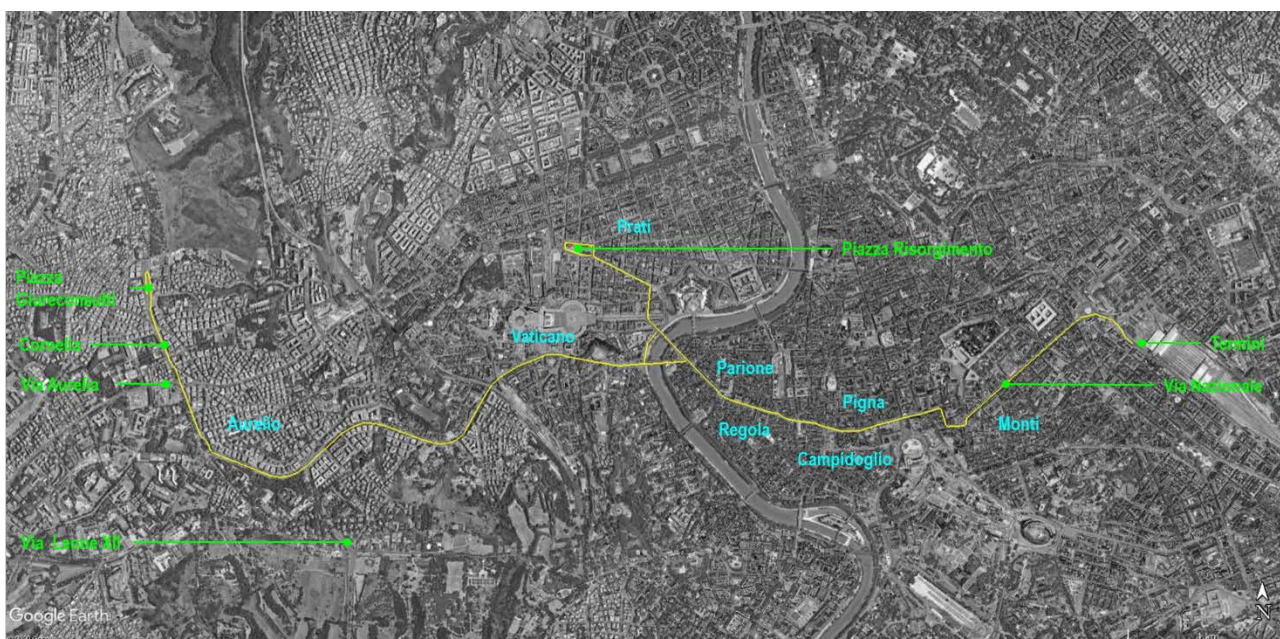 Prati
Piazza Risorgimento
Piazza
Giureconsulti
Vaticano
Cornelia
Termini
Parione
Via Aurelia
Via Nazionale
Pigna
Aurelio
Regola
Monti
Campidoglio
Via Leone XII
Google Earth
N